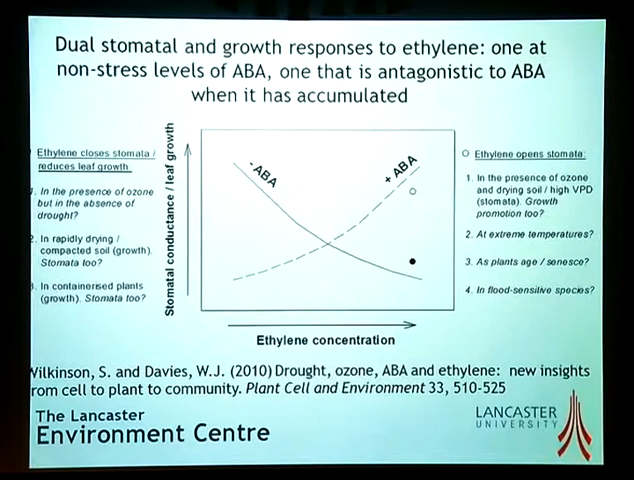 Dual stomatal and growth responses to ethylene: one at
non-stress levels of ABA, one that is antagonistic to ABA
when it has accumulated
Ethylene closes stomata /
reduces leaf growth
1. In the presence of ozone
but in the absence of
drought?
2. In rapidly drying /
compacted soil (growth).
Stomata too?
3. In containerised plants
(growth). Stomata too?
Stomatal conductance / leaf growth
- ABA
+ ABA
Ethylene concentration
Ethylene opens stomata:
1. In the presence of ozone
and drying soil / high VPD
(stomata). Growth
promotion too?
2. At extreme temperatures?
3. As plants age / senesce?
4. In flood-sensitive species?
Wilkinson, S. and Davies, W.J. (2010) Drought, ozone, ABA and ethylene: new insights
from cell to plant to community. Plant Cell and Environment 33, 510-525
The Lancaster
Environment Centre
LANCASTER
UNIVERSITY